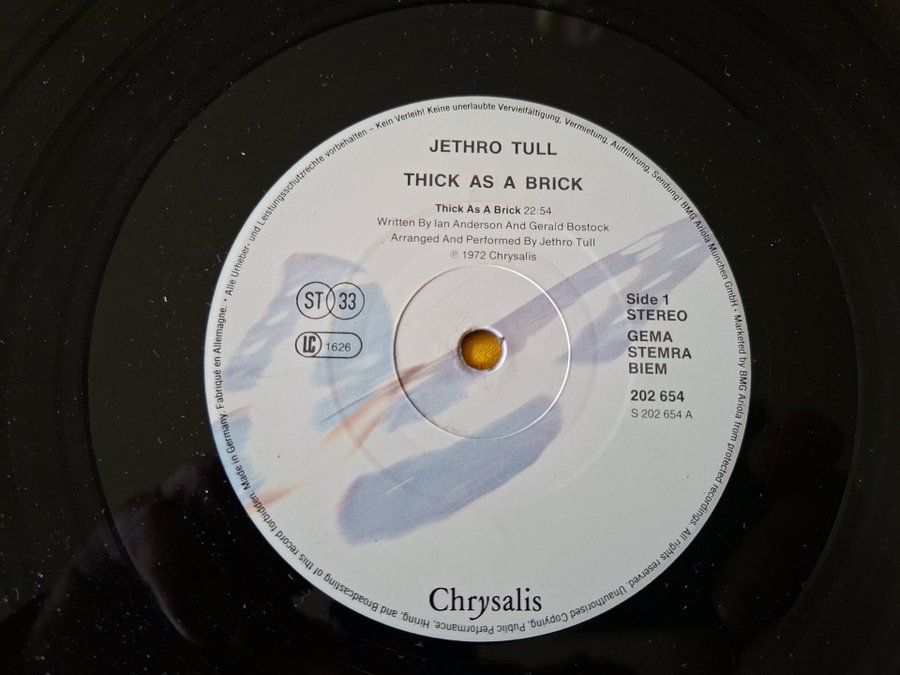 JETHRO TULL
THICK AS A BRICK
Thick As A Brick 22:54
Written By Ian Anderson And Gerald Bostock
Arranged And Performed By Jethro Tull
℗ 1972 Chrysalis
ST 33
LC 1626
Side 1
STEREO
GEMA
STEMRA
BIEM
202 654
S 202 654 A
Chrysalis
Alle Urheber- und Leistungsschutzrechte vorbehalten – Kein Verleih! Keine unerlaubte Vervielfältigung, Vermietung, Aufführung, Sendung! BMG Ariola München GmbH • Marketed by BMG Ariola from protected recordings. All rights reserved. Unauthorised Copying, Public Performance, Hiring, and Broadcasting of this record forbidden. Made in Germany. Fabriqué en Allemagne. •